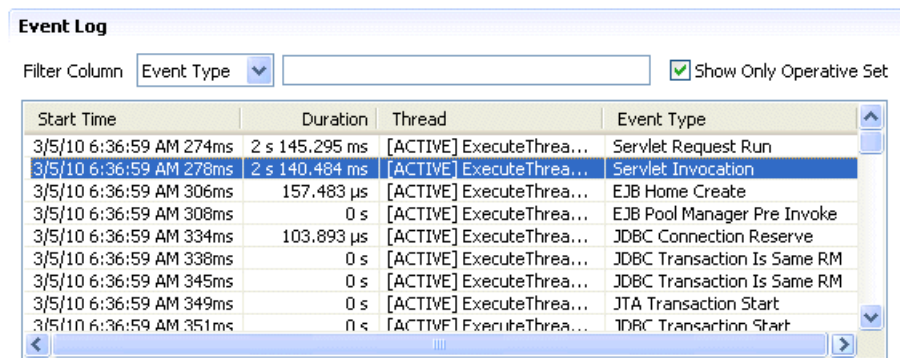 Event Log
Filter Column Event Type Show Only Operative Set
Start Time Duration Thread Event Type
3/5/10 6:36:59 AM 274ms 2 s 145.295 ms [ACTIVE] ExecuteThrea... Servlet Request Run
3/5/10 6:36:59 AM 278ms 2 s 140.484 ms [ACTIVE] ExecuteThrea... Servlet Invocation
3/5/10 6:36:59 AM 306ms 157.483 µs [ACTIVE] ExecuteThrea... EJB Home Create
3/5/10 6:36:59 AM 308ms 0 s [ACTIVE] ExecuteThrea... EJB Pool Manager Pre Invoke
3/5/10 6:36:59 AM 334ms 103.893 µs [ACTIVE] ExecuteThrea... JDBC Connection Reserve
3/5/10 6:36:59 AM 338ms 0 s [ACTIVE] ExecuteThrea... JDBC Transaction Is Same RM
3/5/10 6:36:59 AM 345ms 0 s [ACTIVE] ExecuteThrea... JDBC Transaction Is Same RM
3/5/10 6:36:59 AM 349ms 0 s [ACTIVE] ExecuteThrea... JTA Transaction Start
3/5/10 6:36:59 AM 351ms 0 s [ACTIVE] ExecuteThrea... JDBC Transaction Start